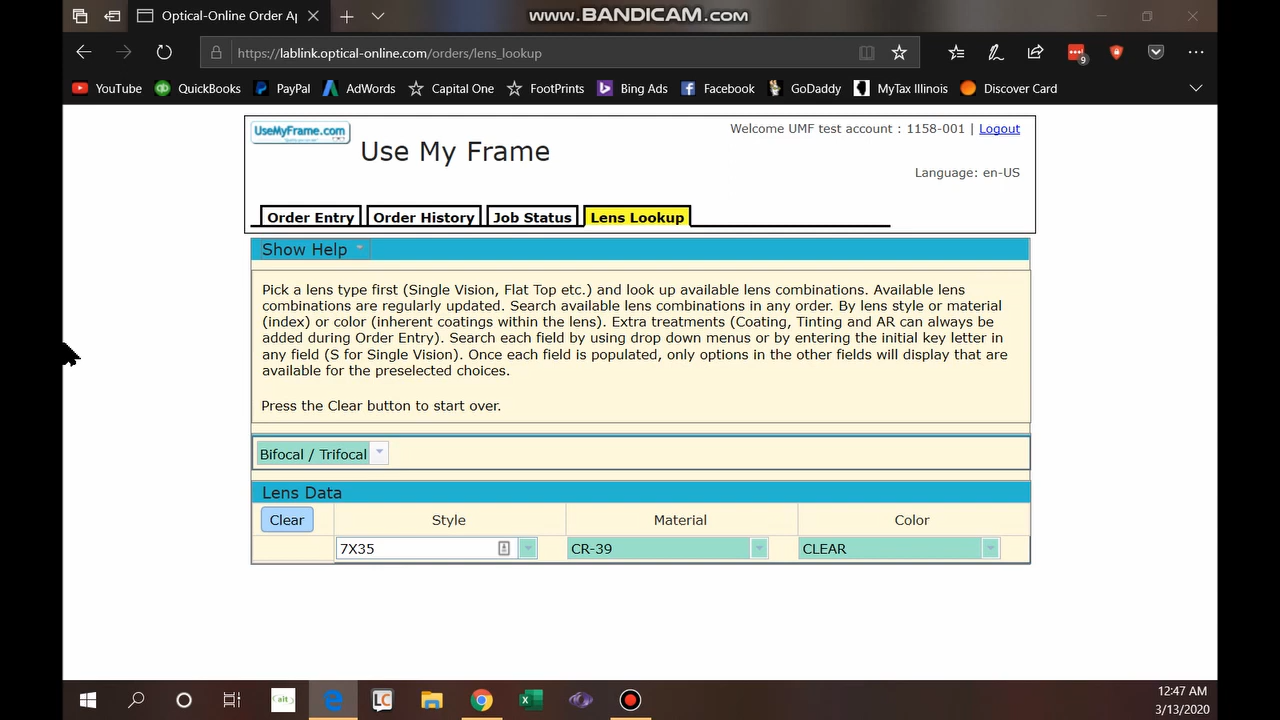 Optical-Online Order Ap
www.BANDICAM.com
https://lablink.optical-online.com/orders/lens_lookup
9
YouTube QuickBooks PayPal AdWords Capital One FootPrints Bing Ads Facebook GoDaddy MyTax Illinois Discover Card
UseMyFrame.com
Use My Frame
Welcome UMF test account : 1158-001 | Logout
Language: en-US
Order Entry Order History Job Status Lens Lookup
Show Help
Pick a lens type first (Single Vision, Flat Top etc.) and look up available lens combinations. Available lens
combinations are regularly updated. Search available lens combinations in any order. By lens style or material
(index) or color (inherent coatings within the lens). Extra treatments (Coating, Tinting and AR can always be
added during Order Entry). Search each field by using drop down menus or by entering the initial key letter in
any field (S for Single Vision). Once each field is populated, only options in the other fields will display that are
available for the preselected choices.
Press the Clear button to start over.
Bifocal / Trifocal
Lens Data
Clear Style Material Color
7X35 CR-39 CLEAR
ait
LC
12:47 AM
3/13/2020